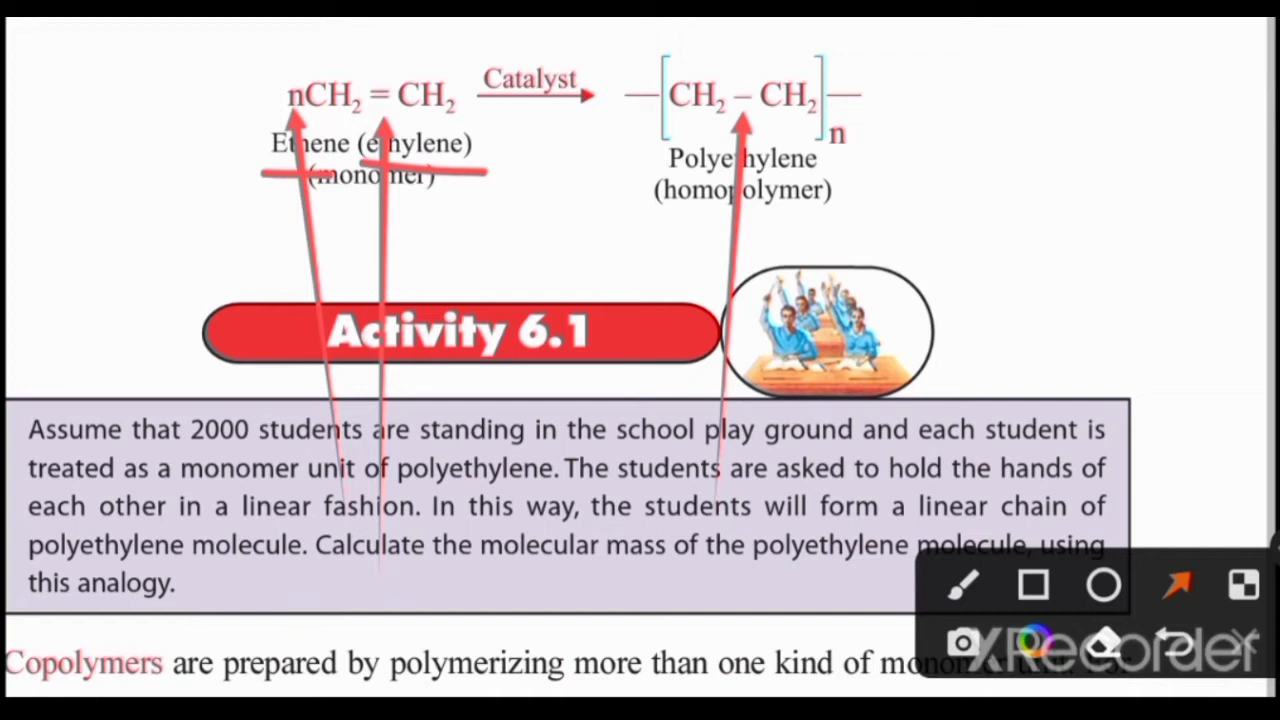 nCH₂ = CH₂ Catalyst —[CH₂ – CH₂]—n
Ethene (ethylene)
(monomer)
Polyethylene
(homopolymer)
Activity 6.1
Assume that 2000 students are standing in the school play ground and each student is
treated as a monomer unit of polyethylene. The students are asked to hold the hands of
each other in a linear fashion. In this way, the students will form a linear chain of
polyethylene molecule. Calculate the molecular mass of the polyethylene molecule, using
this analogy.
Copolymers are prepared by polymerizing more than one kind of
XRecorder